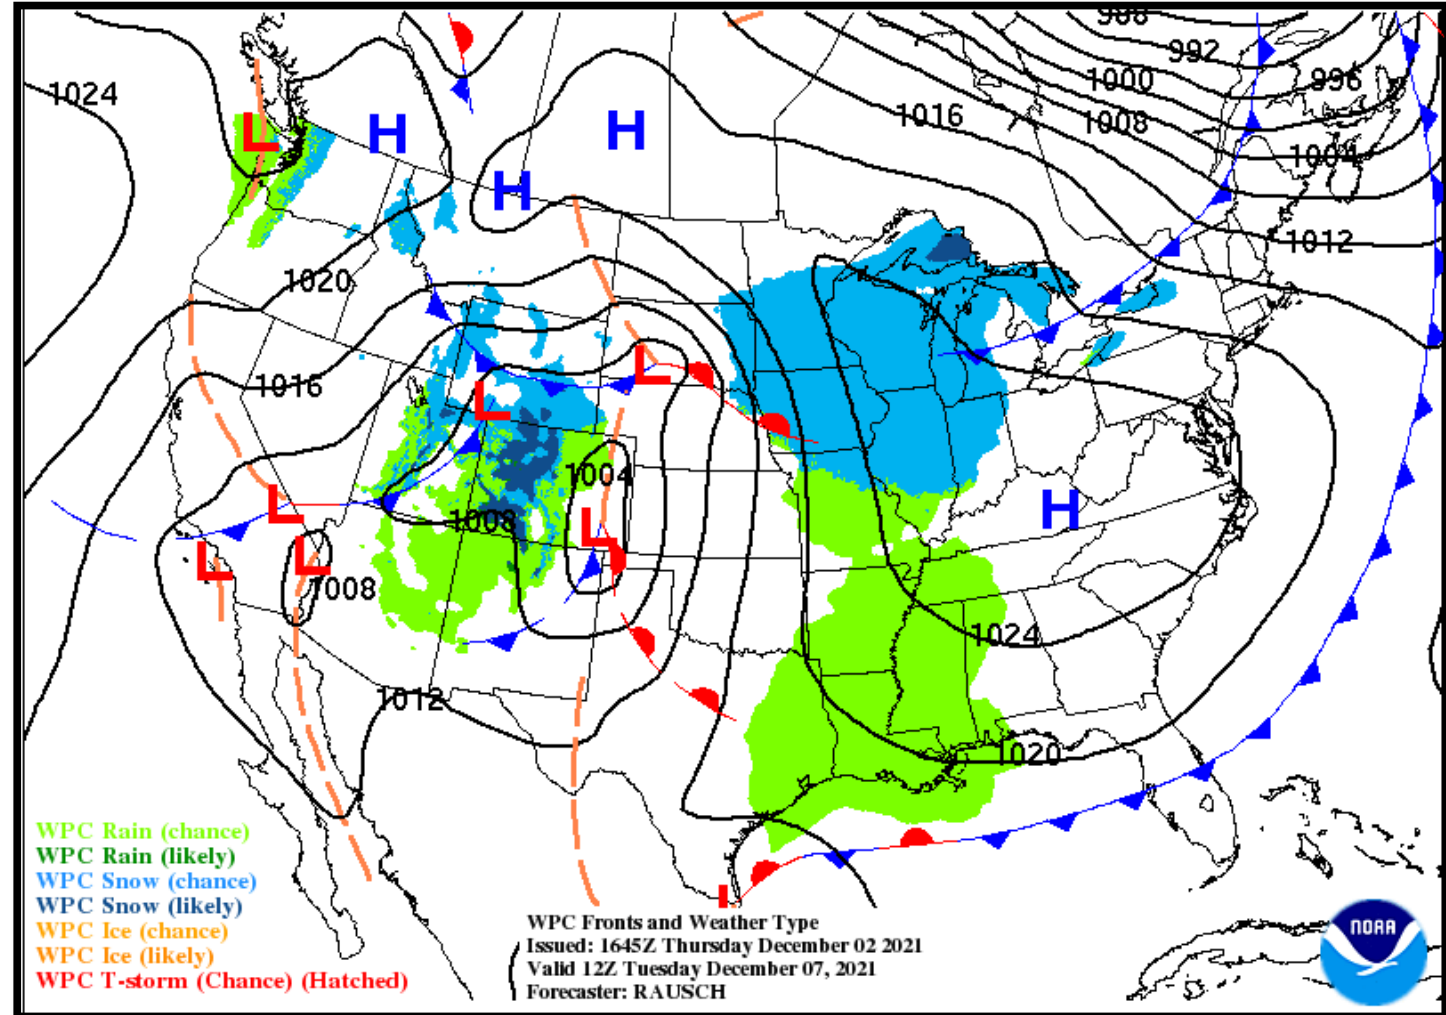 988
992
1024
1000
996
1016
1008
L
H
H
1004
H
1012
1020
L
1016
L
1004
L
H
1008
L
L
L
1008
1024
1012
1020
L
WPC Rain (chance)
WPC Rain (likely)
WPC Snow (chance)
WPC Snow (likely)
WPC Ice (chance)
WPC Ice (likely)
WPC T-storm (Chance) (Hatched)
WPC Fronts and Weather Type
Issued: 1645Z Thursday December 02 2021
Valid 12Z Tuesday December 07, 2021
Forecaster: RAUSCH
NOAA